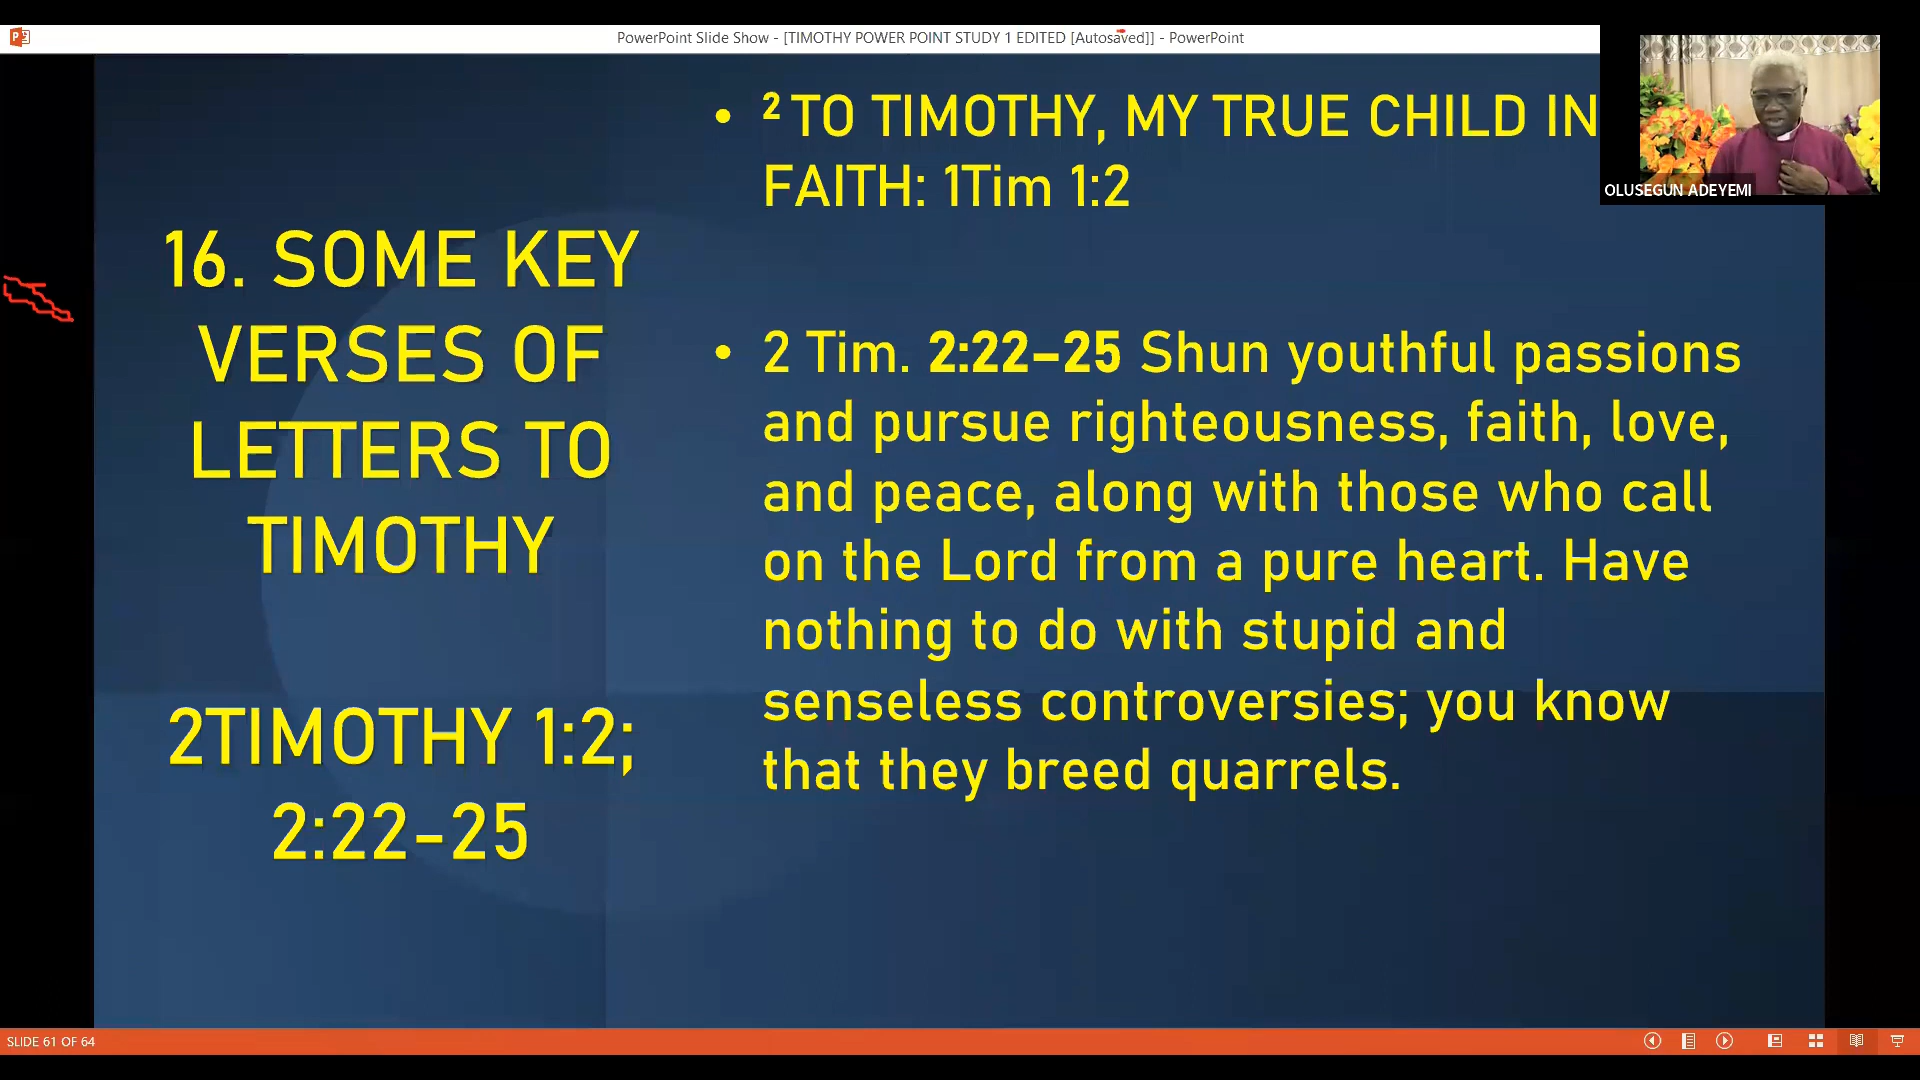 PowerPoint Slide Show - [TIMOTHY POWER POINT STUDY 1 EDITED [Autosaved]] - PowerPoint
OLUSEGUN ADEYEMI
16. SOME KEY
VERSES OF
LETTERS TO
TIMOTHY
2TIMOTHY 1:2;
2:22-25
• ² TO TIMOTHY, MY TRUE CHILD IN
FAITH: 1Tim 1:2
• 2 Tim. 2:22–25 Shun youthful passions
and pursue righteousness, faith, love,
and peace, along with those who call
on the Lord from a pure heart. Have
nothing to do with stupid and
senseless controversies; you know
that they breed quarrels.
SLIDE 61 OF 64